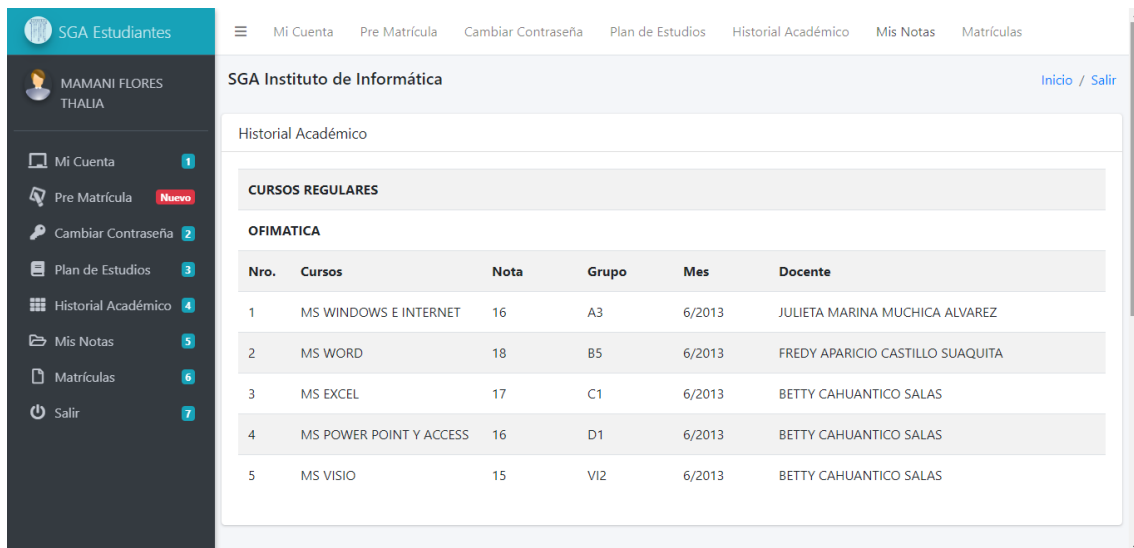 SGA Estudiantes
Mi Cuenta Pre Matrícula Cambiar Contraseña Plan de Estudios Historial Académico Mis Notas Matrículas
MAMANI FLORES
THALIA
SGA Instituto de Informática
Inicio / Salir
Mi Cuenta 1
Pre Matrícula Nuevo
Cambiar Contraseña 2
Plan de Estudios 3
Historial Académico 4
Mis Notas 5
Matrículas 6
Salir 7
Historial Académico
CURSOS REGULARES
OFIMATICA
Nro. Cursos Nota Grupo Mes Docente
1 MS WINDOWS E INTERNET 16 A3 6/2013 JULIETA MARINA MUCHICA ALVAREZ
2 MS WORD 18 B5 6/2013 FREDY APARICIO CASTILLO SUAQUITA
3 MS EXCEL 17 C1 6/2013 BETTY CAHUANTICO SALAS
4 MS POWER POINT Y ACCESS 16 D1 6/2013 BETTY CAHUANTICO SALAS
5 MS VISIO 15 VI2 6/2013 BETTY CAHUANTICO SALAS